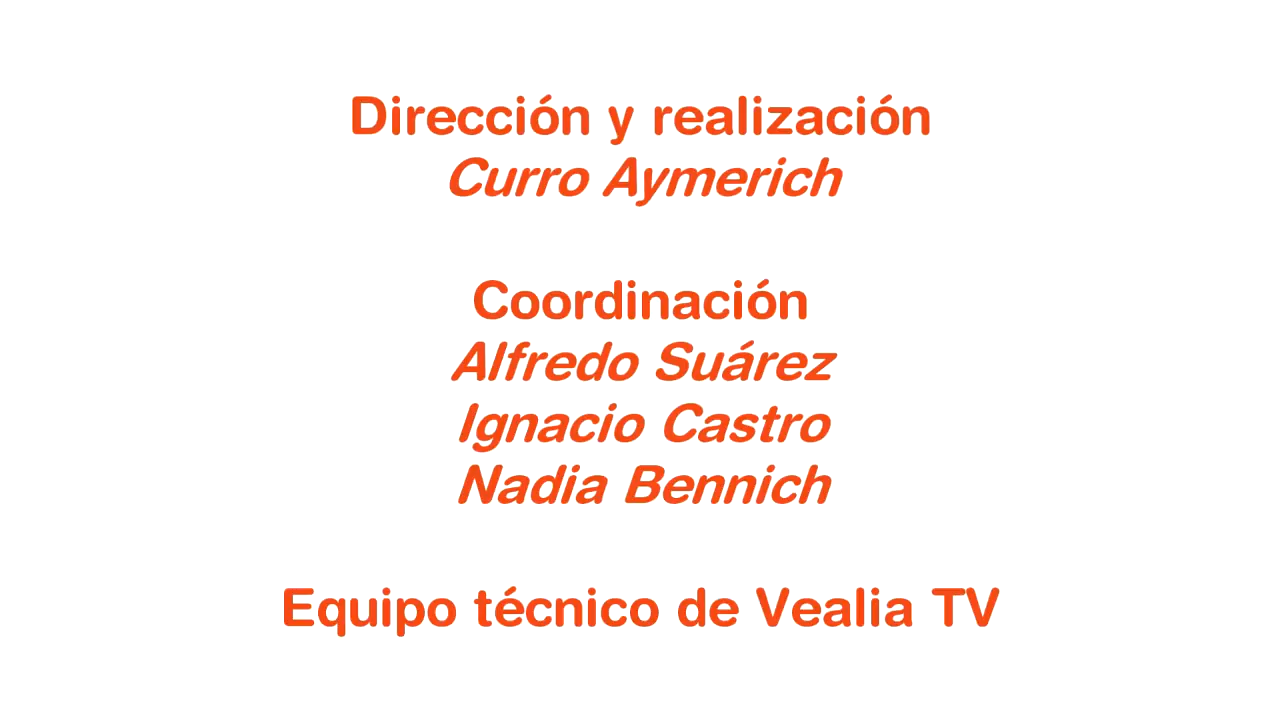 Dirección y realización
Curro Aymerich
Coordinación
Alfredo Suárez
Ignacio Castro
Nadia Bennich
Equipo técnico de Vealia TV